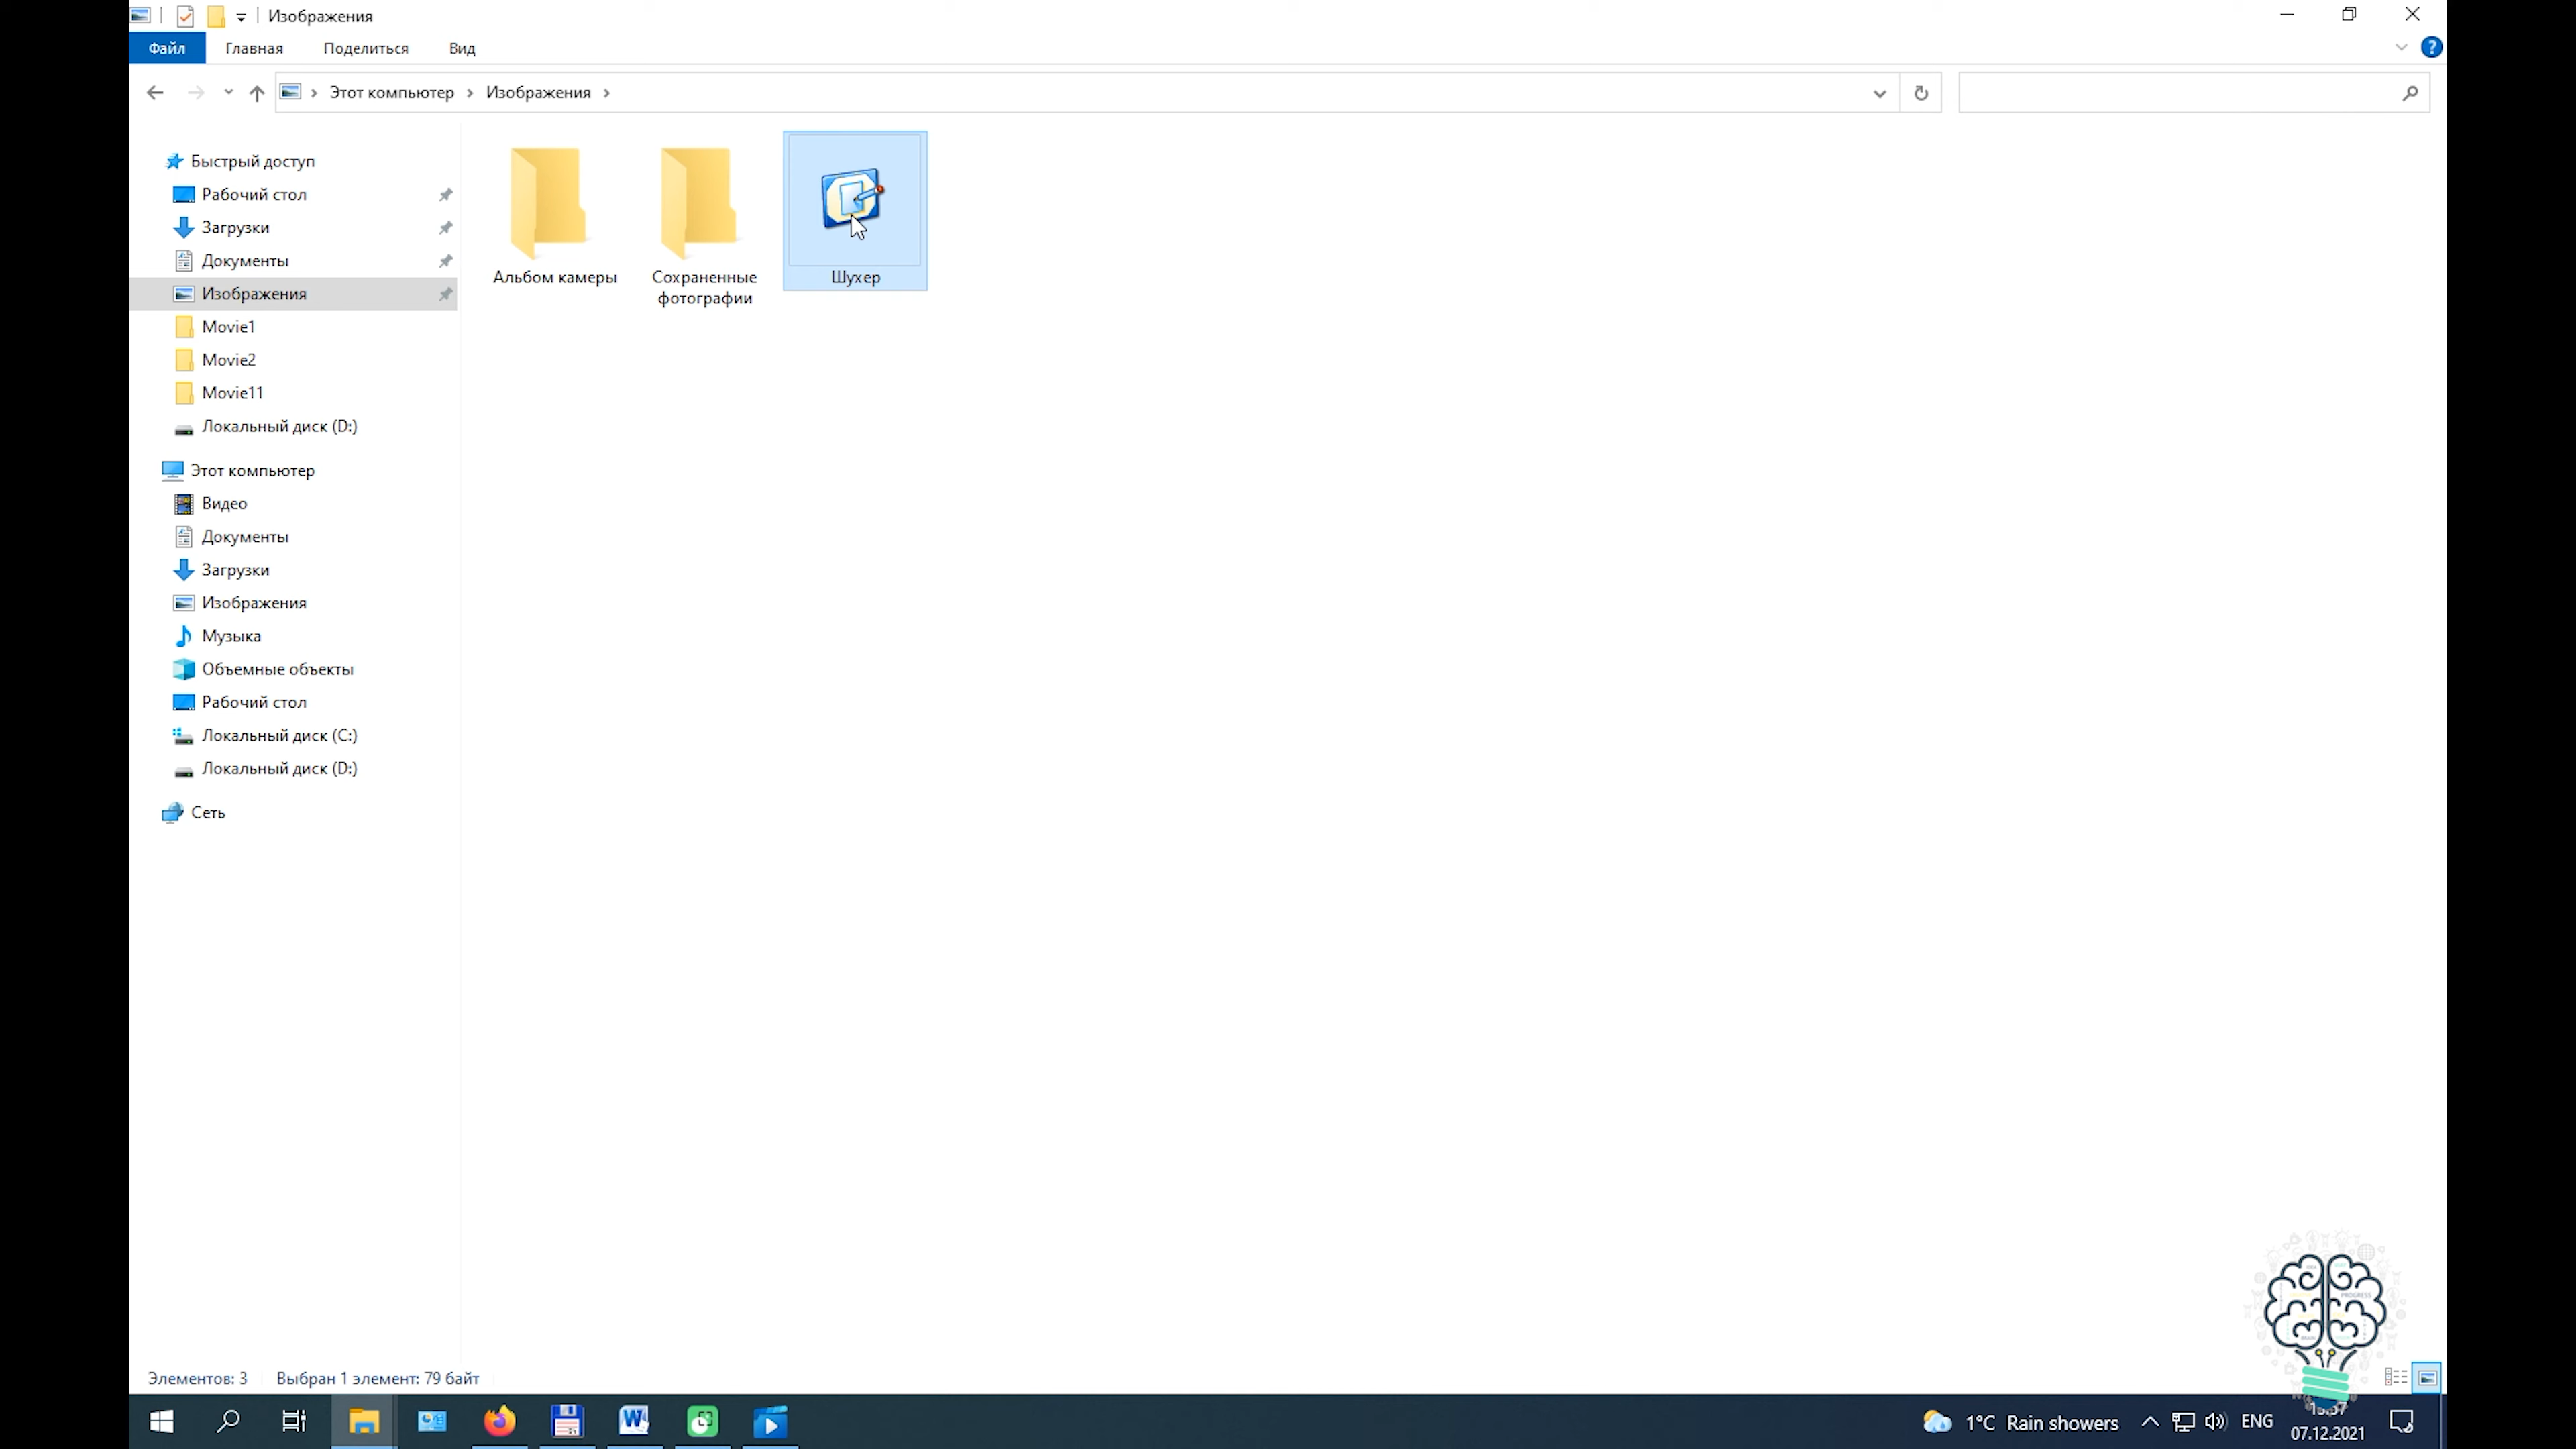 Изображения
Файл
Главная
Поделиться
Вид
Этот компьютер
Изображения
Быстрый доступ
Рабочий стол
Загрузки
Документы
Изображения
Movie1
Movie2
Movie11
Локальный диск (D:)
Этот компьютер
Видео
Документы
Загрузки
Изображения
Музыка
Объемные объекты
Рабочий стол
Локальный диск (C:)
Локальный диск (D:)
Сеть
Альбом камеры
Сохраненные
фотографии
Шухер
Элементов: 3
Выбран 1 элемент: 79 байт
PROGRESS
1°C Rain showers
ENG
07.12.2021